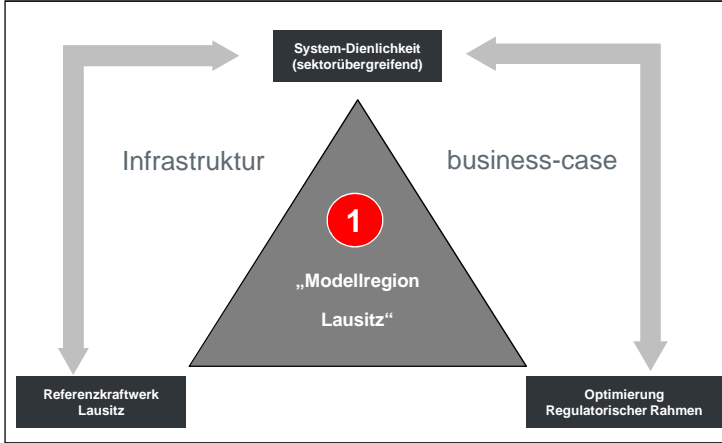 System-Dienlichkeit
(sektorübergreifend)
Infrastruktur
business-case
1
„Modellregion
Lausitz“
Referenzkraftwerk
Lausitz
Optimierung
Regulatorischer Rahmen